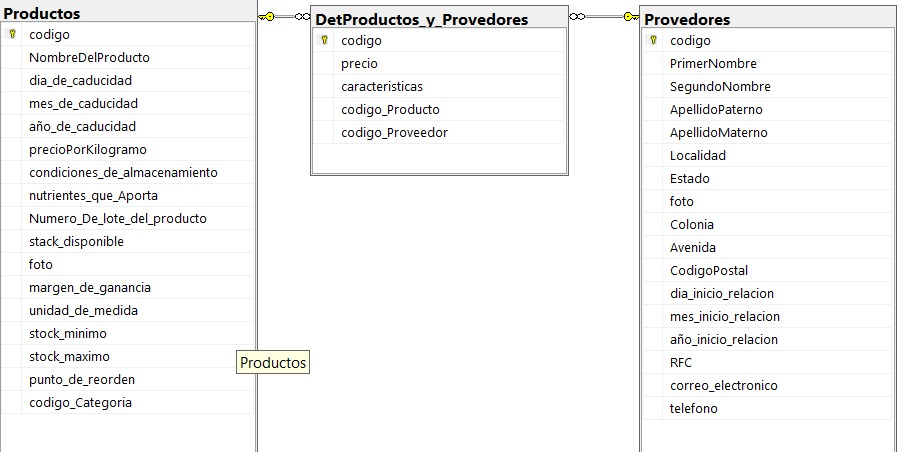 Productos
codigo
NombreDelProducto
dia_de_caducidad
mes_de_caducidad
año_de_caducidad
precioPorKilogramo
condiciones_de_almacenamiento
nutrientes_que_Aporta
Numero_De_lote_del_producto
stack_disponible
foto
margen_de_ganancia
unidad_de_medida
stock_minimo
stock_maximo
punto_de_reorden
codigo_Categoria
Productos
DetProductos_y_Provedores
codigo
precio
caracteristicas
codigo_Producto
codigo_Proveedor
Provedores
codigo
PrimerNombre
SegundoNombre
ApellidoPaterno
ApellidoMaterno
Localidad
Estado
foto
Colonia
Avenida
CodigoPostal
dia_inicio_relacion
mes_inicio_relacion
año_inicio_relacion
RFC
correo_electronico
telefono